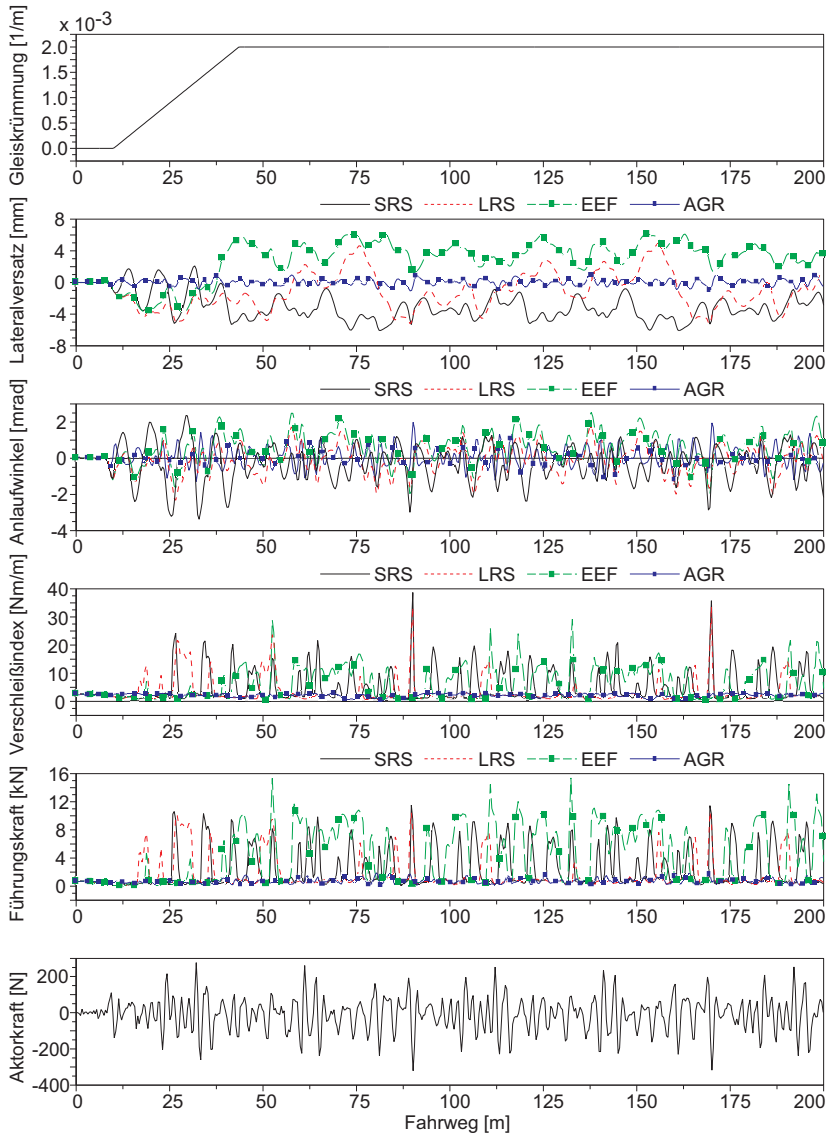 x 10^-3
Gleiskrümmung [1/m]
2.0
1.5
1.0
0.5
0.0
0 25 50 75 100 125 150 175 200
SRS LRS EEF AGR
Lateralversatz [mm]
8
4
0
-4
-8
0 25 50 75 100 125 150 175 200
SRS LRS EEF AGR
Anlaufwinkel [mrad]
2
0
-2
-4
0 25 50 75 100 125 150 175 200
SRS LRS EEF AGR
Verschleißindex [Nm/m]
40
30
20
10
0
0 25 50 75 100 125 150 175 200
SRS LRS EEF AGR
Führungskraft [kN]
16
12
8
4
0
0 25 50 75 100 125 150 175 200
Aktorkraft [N]
200
0
-200
-400
0 25 50 75 100 125 150 175 200
Fahrweg [m]